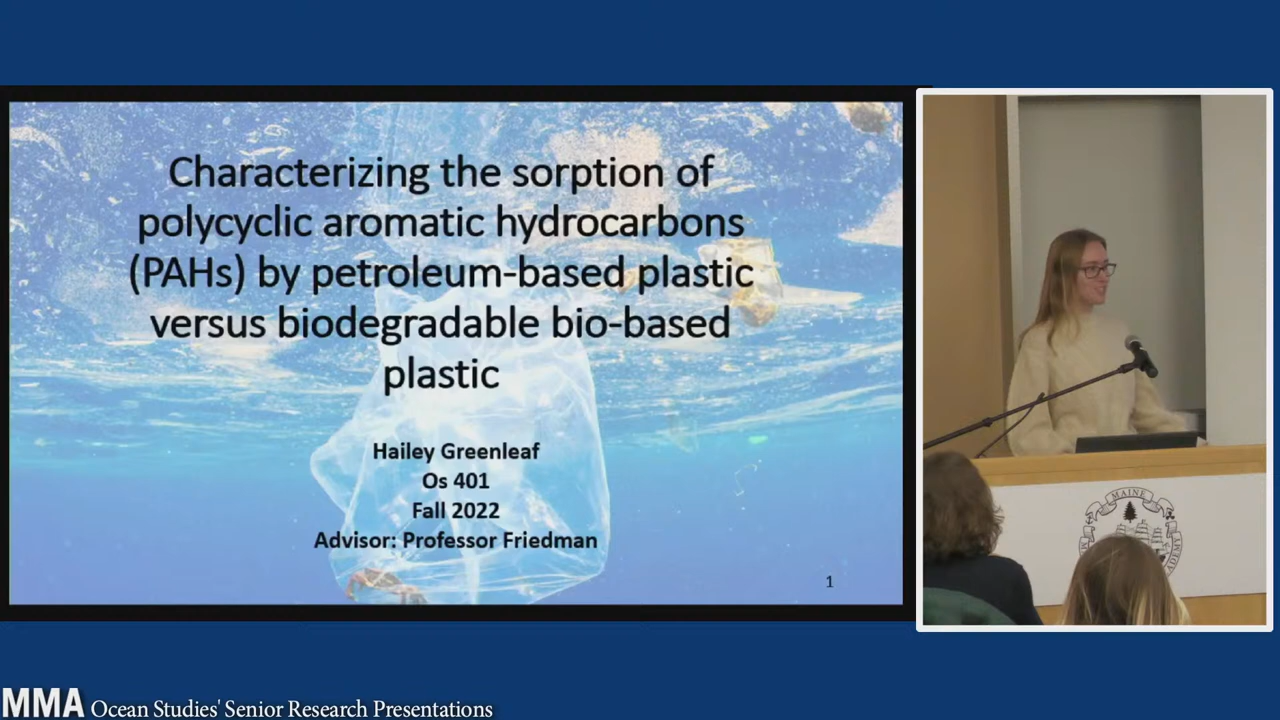 Characterizing the sorption of
polycyclic aromatic hydrocarbons
(PAHs) by petroleum-based plastic
versus biodegradable bio-based
plastic
Hailey Greenleaf
Os 401
Fall 2022
Advisor: Professor Friedman
1
MAINE
MMA Ocean Studies' Senior Research Presentations